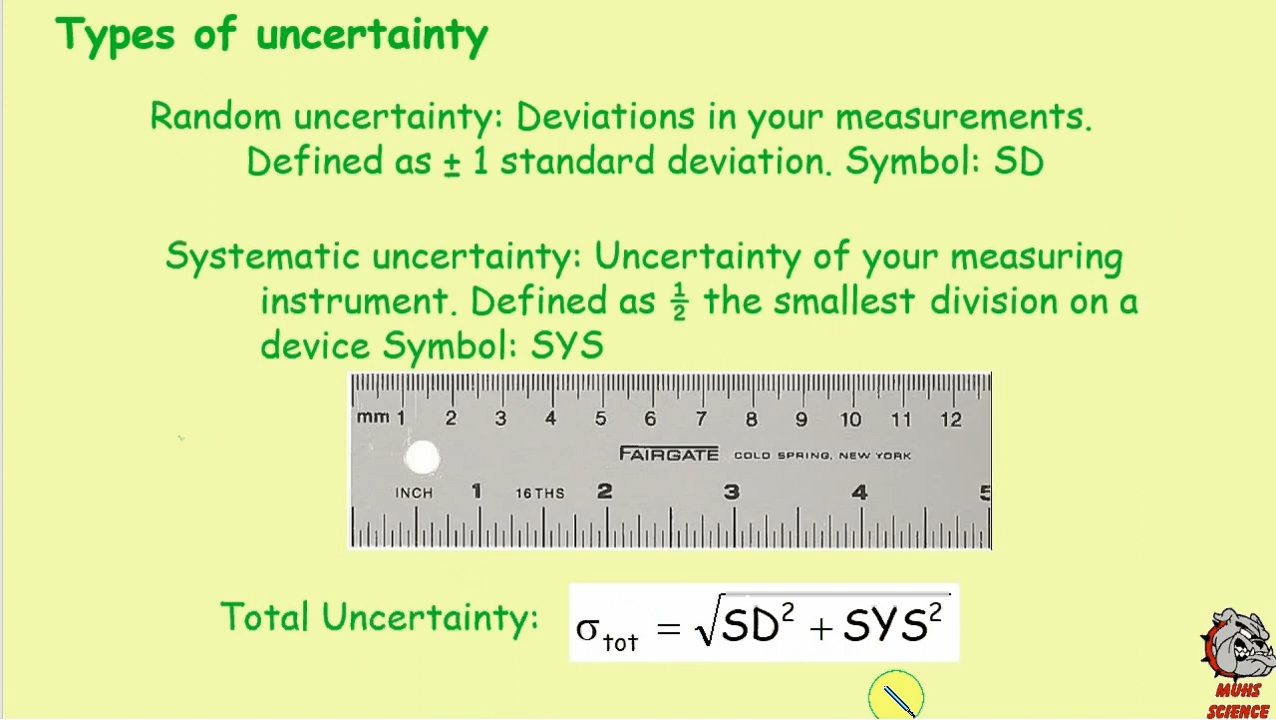 Types of uncertainty
Random uncertainty: Deviations in your measurements.
Defined as ± 1 standard deviation. Symbol: SD
Systematic uncertainty: Uncertainty of your measuring
instrument. Defined as ½ the smallest division on a
device Symbol: SYS
mm 1 2 3 4 5 6 7 8 9 10 11 12
FAIRGATE COLD SPRING, NEW YORK
INCH 1 16THS 2 3 4 5
Total Uncertainty: σ_tot = √(SD² + SYS²)
MUHS
SCIENCE